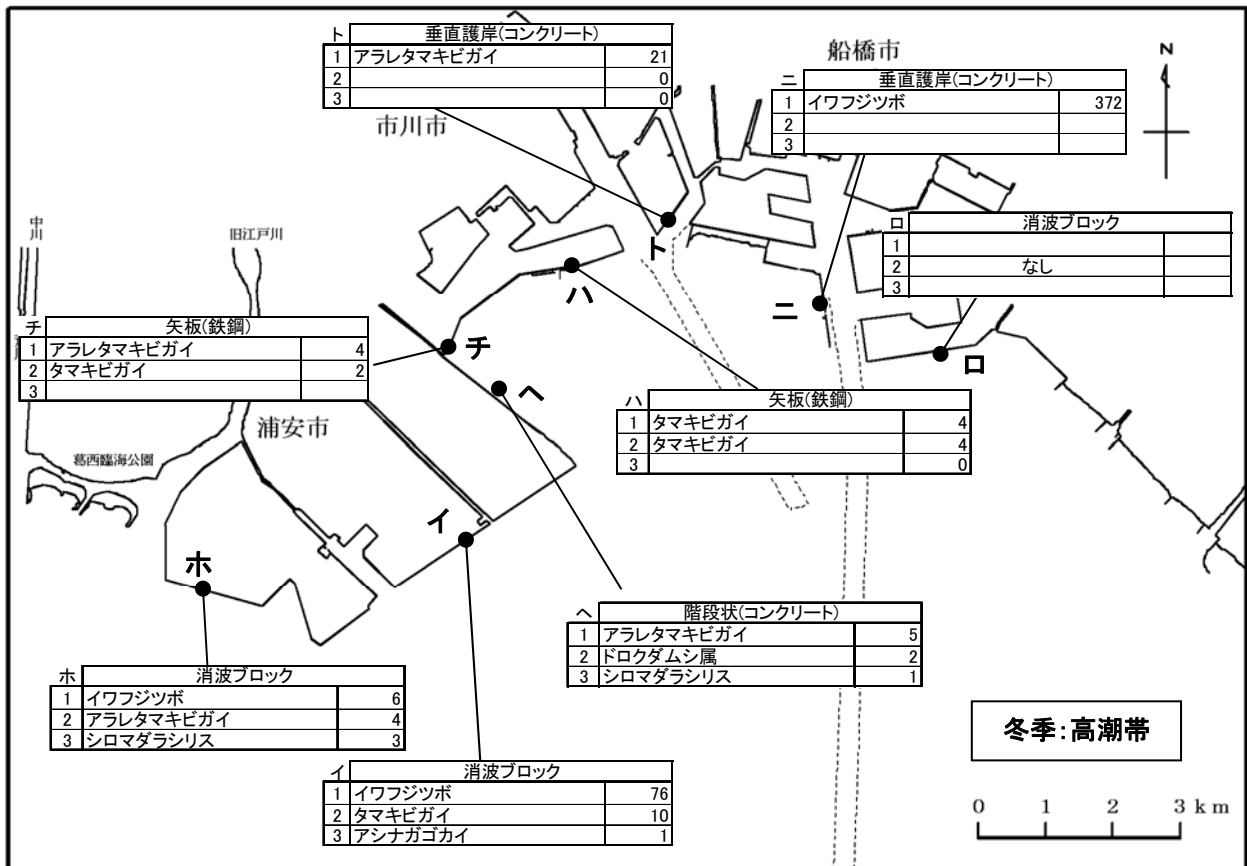 ト 垂直護岸(コンクリート)
1 アラレタマキビガイ 21
2 0
3 0
船橋市
N
ニ 垂直護岸(コンクリート)
1 イワフジツボ 372
2
3
市川市
ロ 消波ブロック
1
2 なし
3
中川
旧江戸川
ト
ハ
ニ
ロ
チ 矢板(鉄鋼)
1 アラレタマキビガイ 4
2 タマキビガイ 2
3
チ
ヘ
ハ 矢板(鉄鋼)
1 タマキビガイ 4
2 タマキビガイ 4
3 0
浦安市
葛西臨海公園
イ
ホ
ヘ 階段状(コンクリート)
1 アラレタマキビガイ 5
2 ドロクダムシ属 2
3 シロマダラシリス 1
ホ 消波ブロック
1 イワフジツボ 6
2 アラレタマキビガイ 4
3 シロマダラシリス 3
冬季:高潮帯
イ 消波ブロック
1 イワフジツボ 76
2 タマキビガイ 10
3 アシナガゴカイ 1
0 1 2 3 km